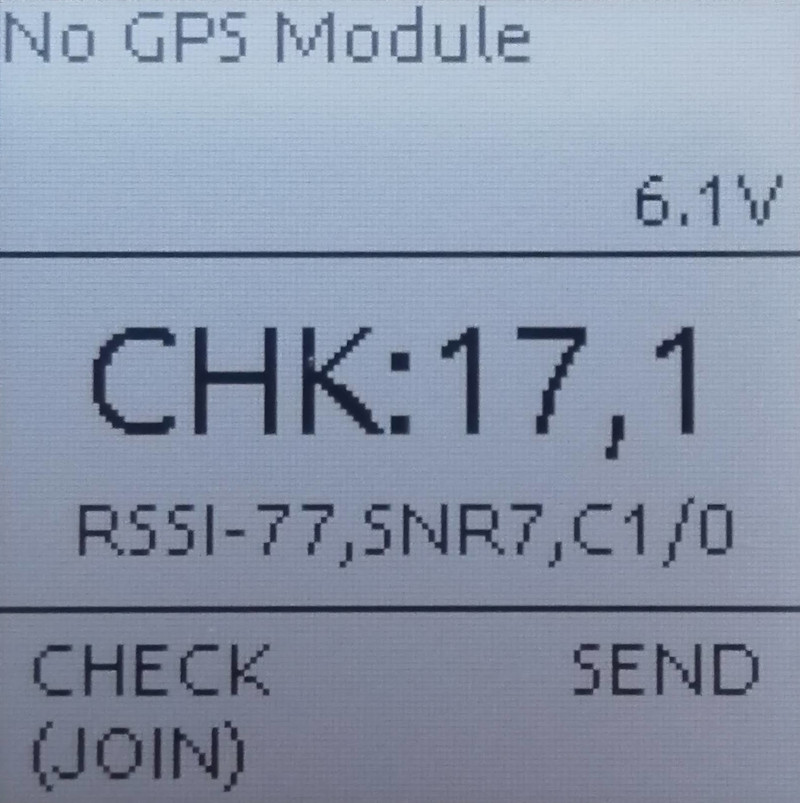 No GPS Module
6.1V
CHK:17,1
RSSI-77,SNR7,C1/0
CHECK SEND
(JOIN)